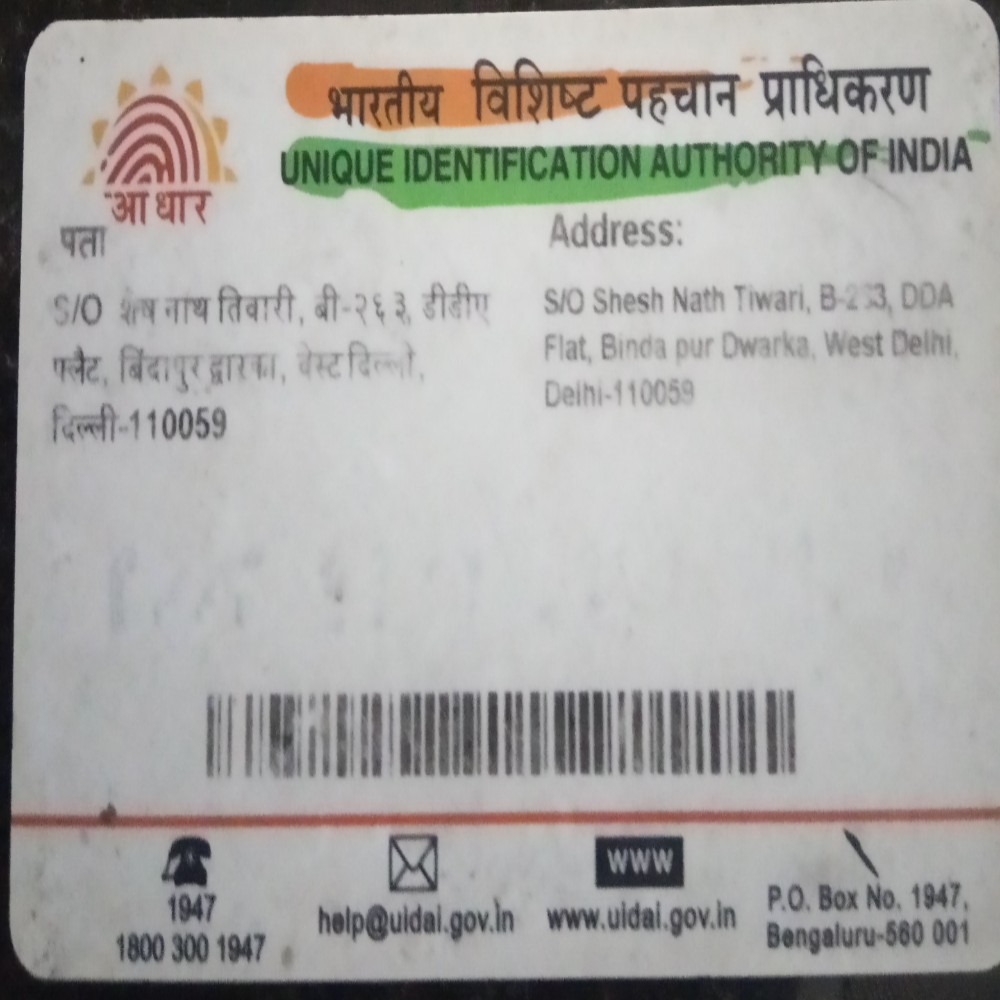 भारतीय विशिष्ट पहचान प्राधिकरण
UNIQUE IDENTIFICATION AUTHORITY OF INDIA
आधार
पता
S/O शेष नाथ तिवारी, बी-२६३, डीडीए
फ्लैट, बिंदापुर द्वारका, वेस्ट दिल्ली,
दिल्ली-110059
Address:
S/O Shesh Nath Tiwari, DDA
Flat, Binda pur Dwarka, West Delhi,
Delhi-110059
1947
1800 300 1947
help@uidai.gov.in
WWW
www.uidai.gov.in
P.O. Box No. 1947,
Bengaluru-560 001